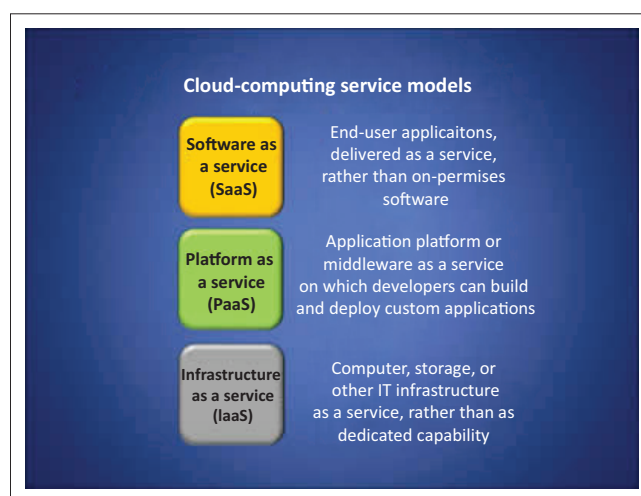 Cloud-computing service models
Software as
a service
(SaaS)
End-user applicaitons,
delivered as a service,
rather than on-permises
software
Platform as
a service
(PaaS)
Application platform or
middleware as a service
on which developers can build
and deploy custom applications
Infrastructure
as a service
(IaaS)
Computer, storage, or
other IT infrastructure
as a service, rather than as
dedicated capability